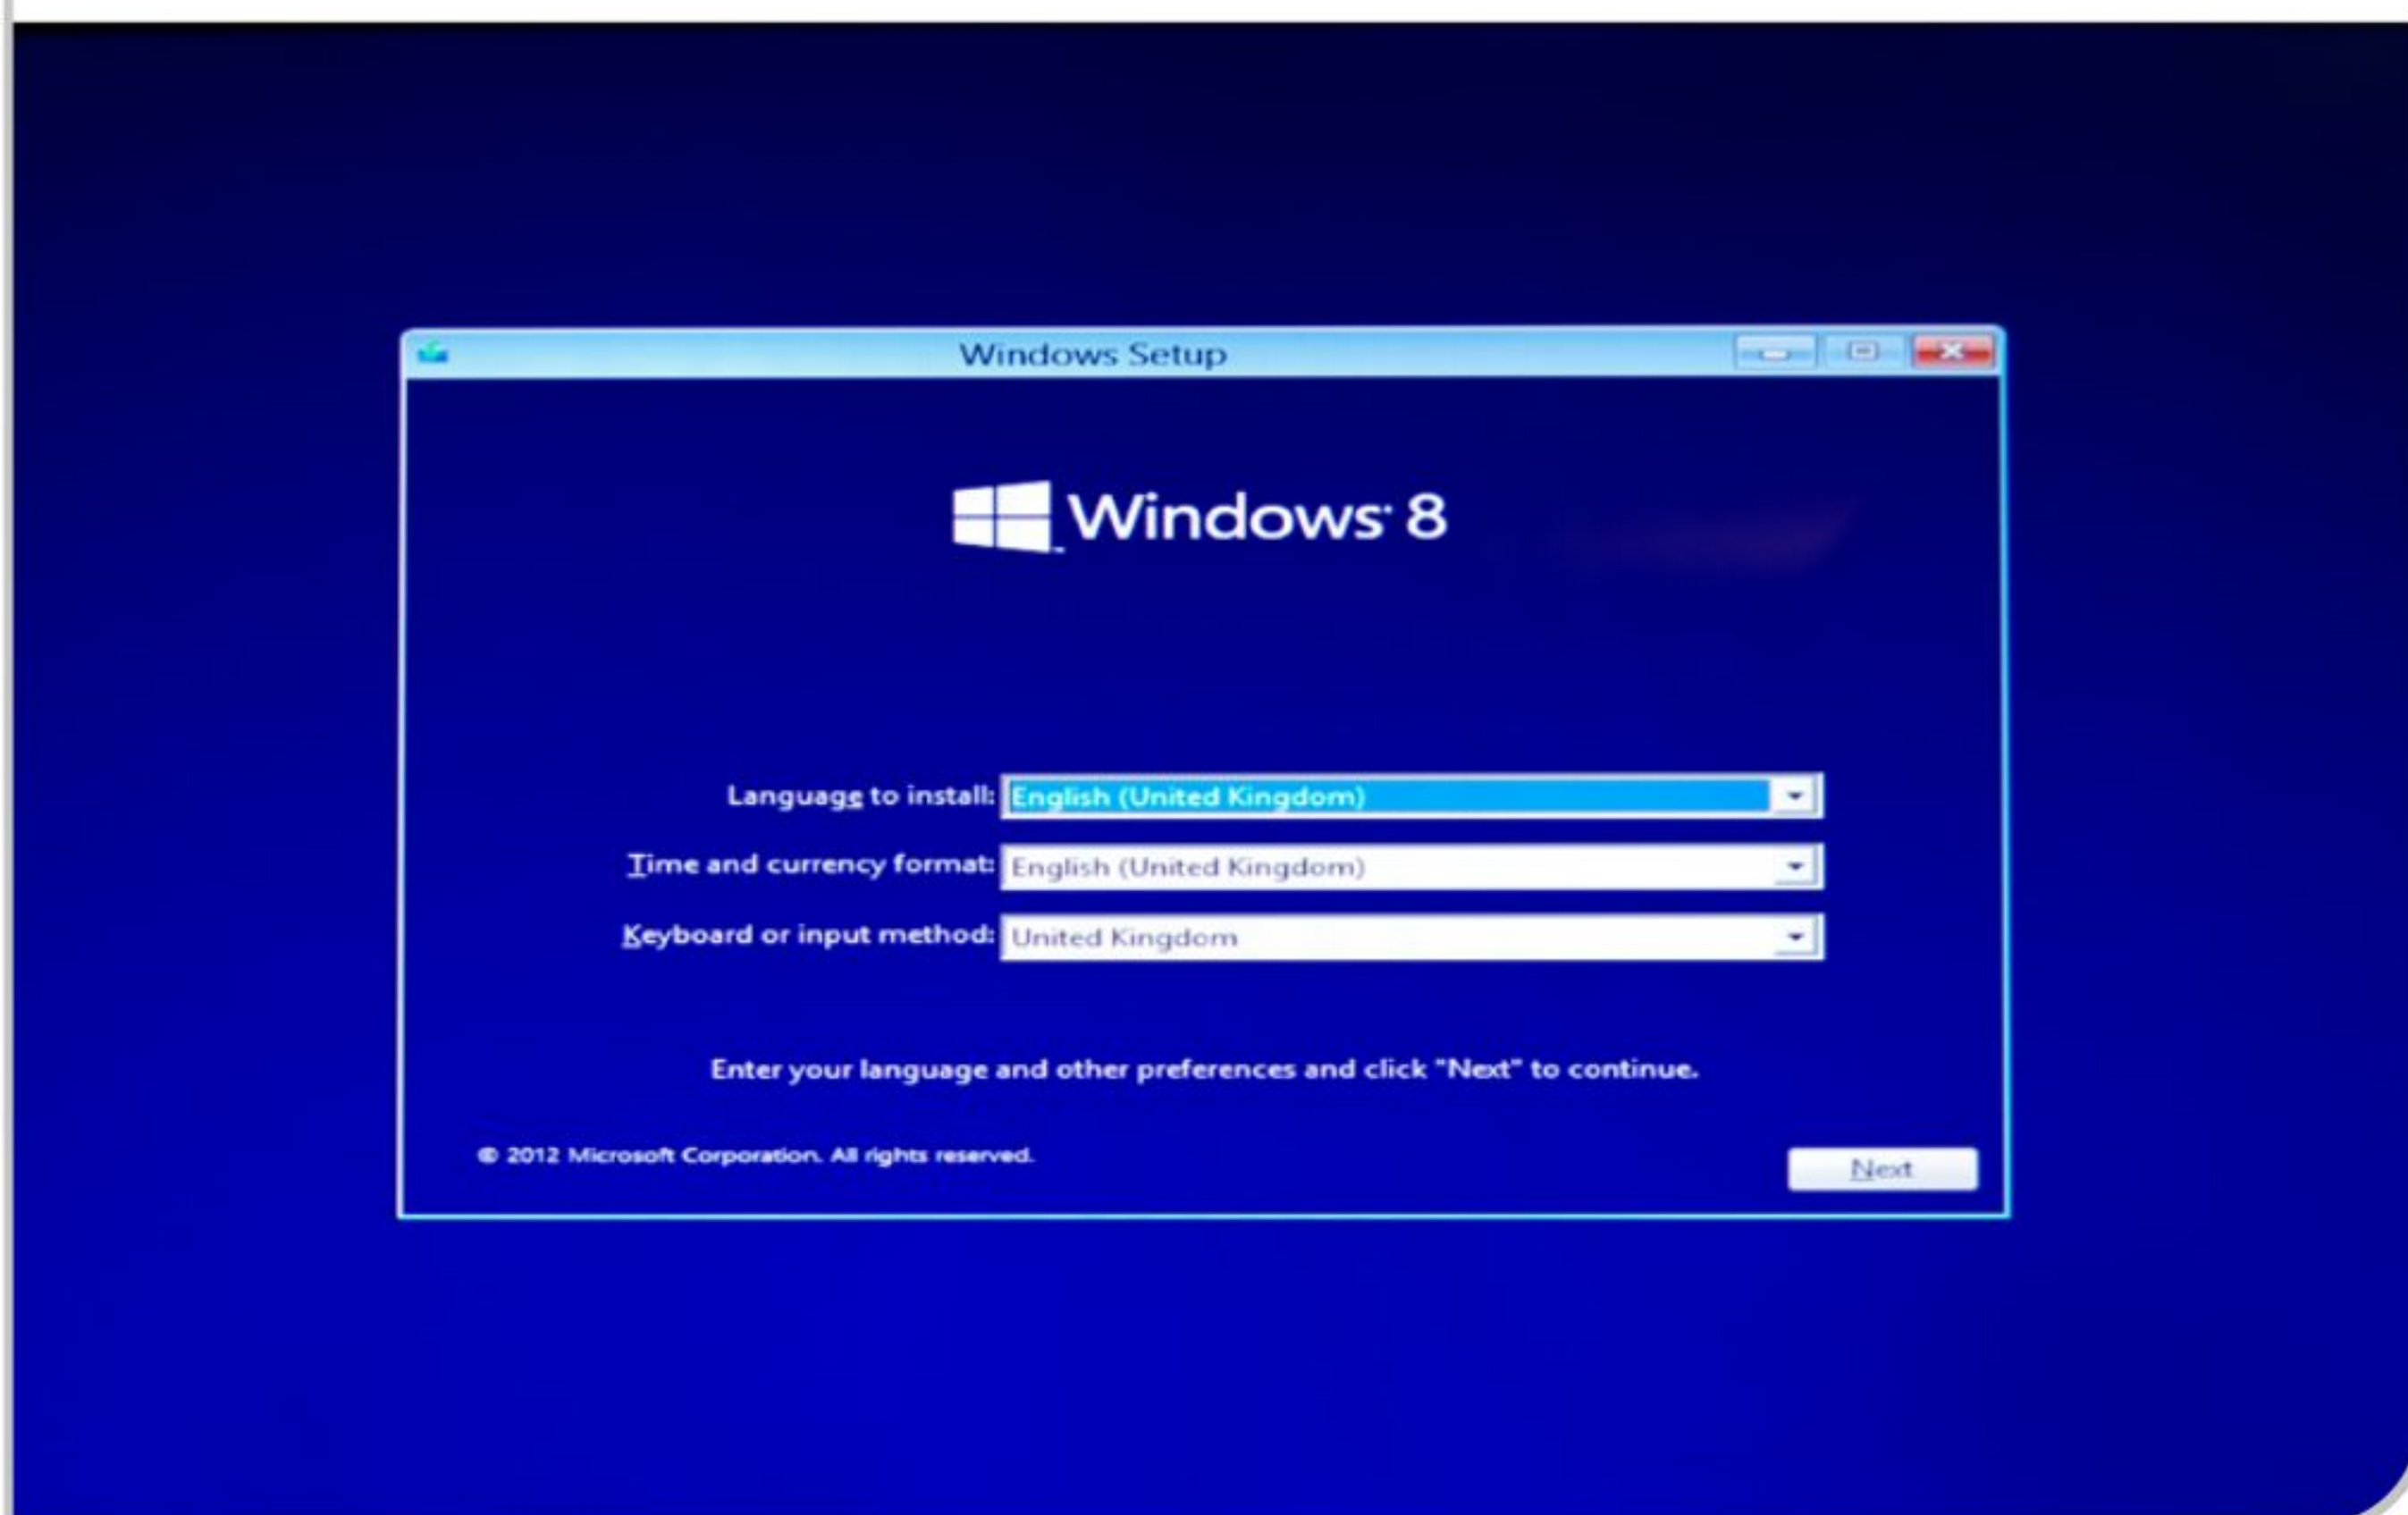 Windows Setup
Windows 8
Language to install: English (United Kingdom)
Time and currency format: English (United Kingdom)
Keyboard or input method: United Kingdom
Enter your language and other preferences and click "Next" to continue.
© 2012 Microsoft Corporation. All rights reserved.
Next